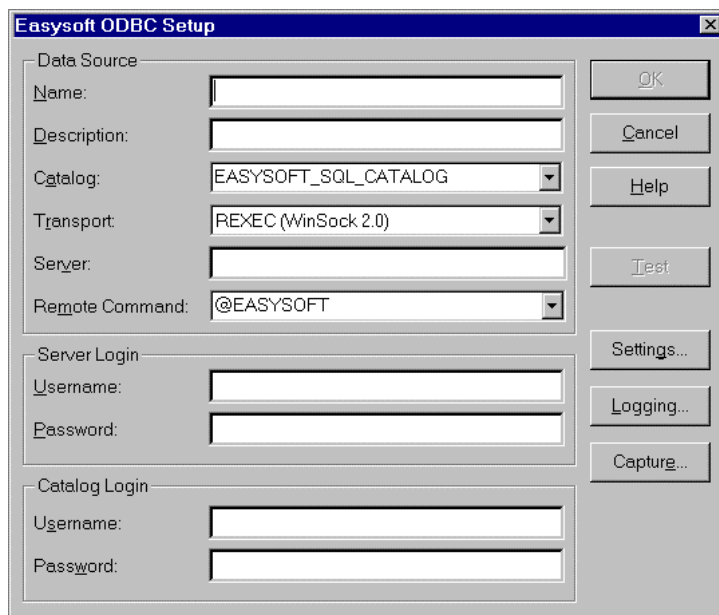 Easysoft ODBC Setup
Data Source
Name:
Description:
Catalog: EASYSOFT_SQL_CATALOG
Transport: REXEC (WinSock 2.0)
Server:
Remote Command: @EASYSOFT
Server Login
Username:
Password:
Catalog Login
Username:
Password:
OK
Cancel
Help
Test
Settings...
Logging...
Capture...